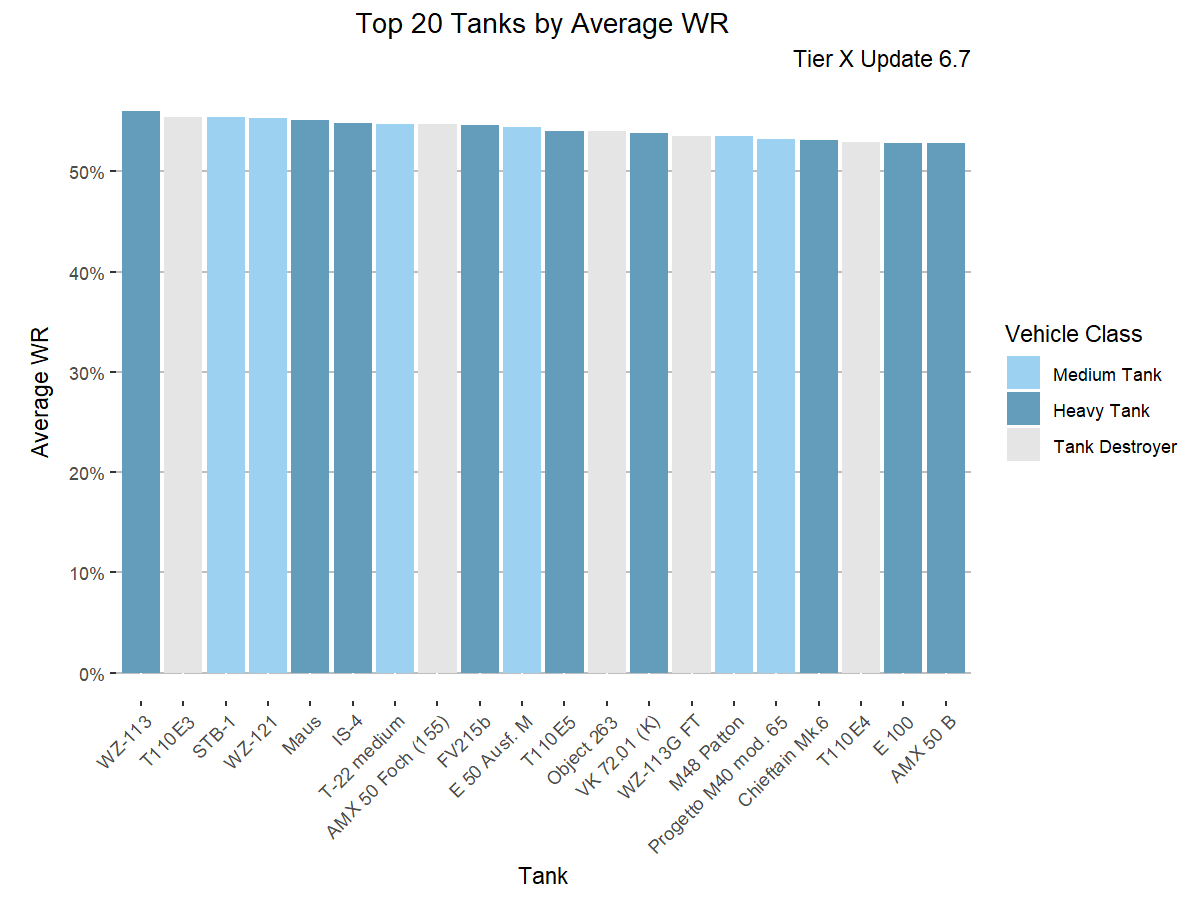 Top 20 Tanks by Average WR
Tier X Update 6.7
Average WR
50%
40%
30%
20%
10%
0%
WZ-113
T110E3
STB-1
WZ-121
Maus
IS-4
T-22 medium
AMX 50 Foch (155)
FV215b
E 50 Ausf. M
T110E5
Object 263
VK 72.01 (K)
WZ-113G FT
M48 Patton
Progetto M40 mod. 65
Chieftain Mk.6
T110E4
E 100
AMX 50 B
Tank
Vehicle Class
Medium Tank
Heavy Tank
Tank Destroyer